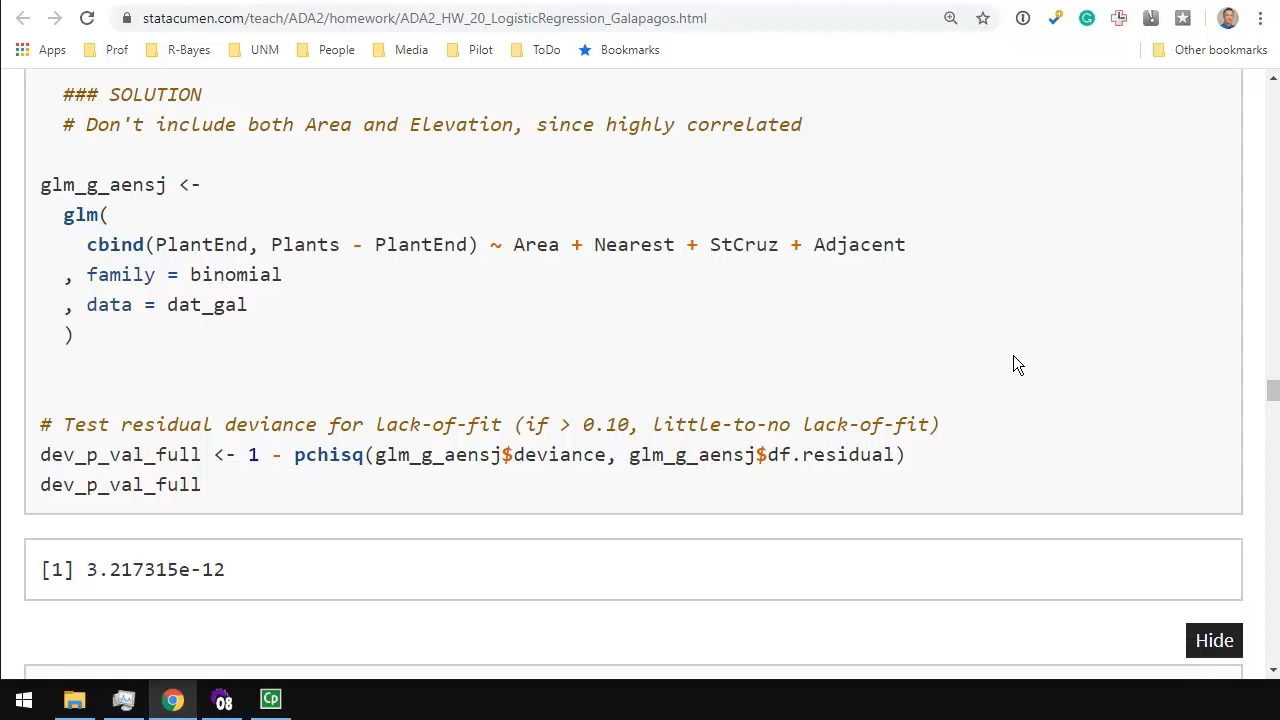 statacumen.com/teach/ADA2/homework/ADA2_HW_20_LogisticRegression_Galapagos.html
Apps Prof R-Bayes UNM People Media Pilot ToDo Bookmarks Other bookmarks
### SOLUTION
# Don't include both Area and Elevation, since highly correlated
glm_g_aensj <-
glm(
cbind(PlantEnd, Plants - PlantEnd) ~ Area + Nearest + StCruz + Adjacent
, family = binomial
, data = dat_gal
)
# Test residual deviance for lack-of-fit (if > 0.10, little-to-no lack-of-fit)
dev_p_val_full <- 1 - pchisq(glm_g_aensj$deviance, glm_g_aensj$df.residual)
dev_p_val_full
[1] 3.217315e-12
Hide
08
Cp